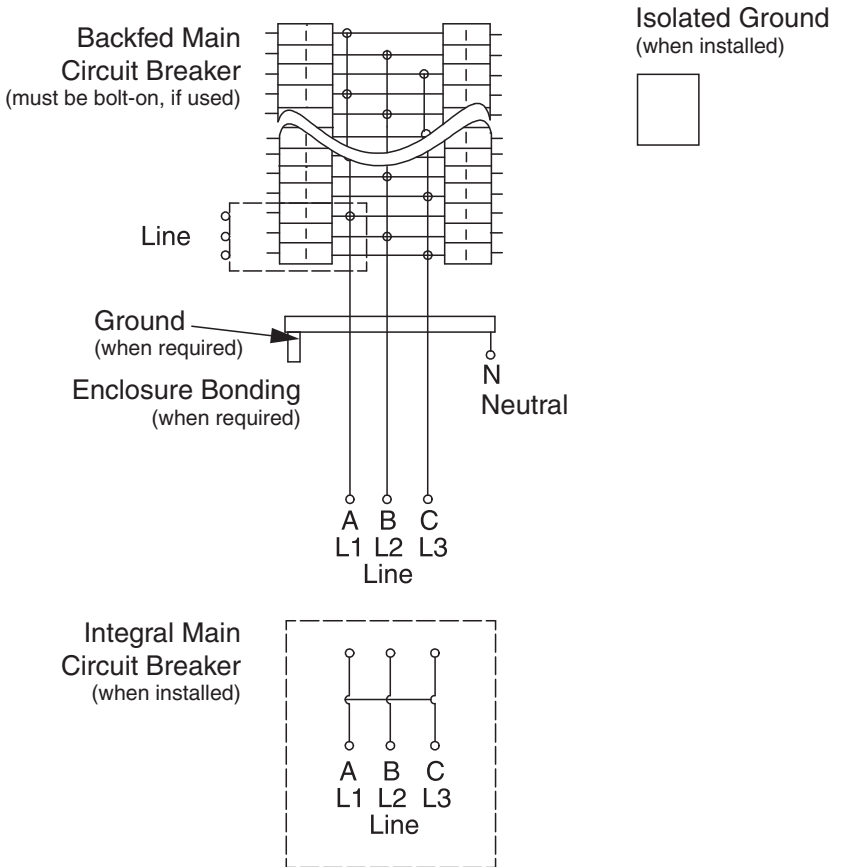 Backfed Main
Circuit Breaker
(must be bolt-on, if used)
Isolated Ground
(when installed)
Line
Ground
(when required)
Enclosure Bonding
(when required)
N
Neutral
A B C
L1 L2 L3
Line
Integral Main
Circuit Breaker
(when installed)
A B C
L1 L2 L3
Line